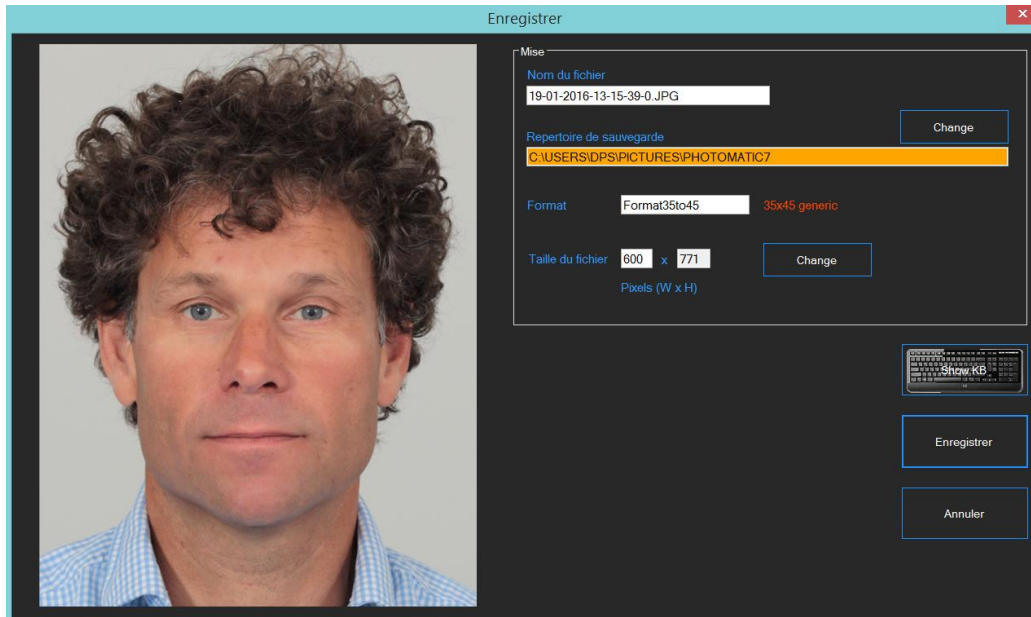 Enregistrer
x
Mise
Nom du fichier
19-01-2016-13-15-39-0.JPG
Change
Repertoire de sauvegarde
C:\USERS\DPS\PICTURES\PHOTOMATIC7
Format
Format35to45
35x45 generic
Taille du fichier
600 x 771
Change
Pixels (W x H)
Show KB
Enregistrer
Annuler